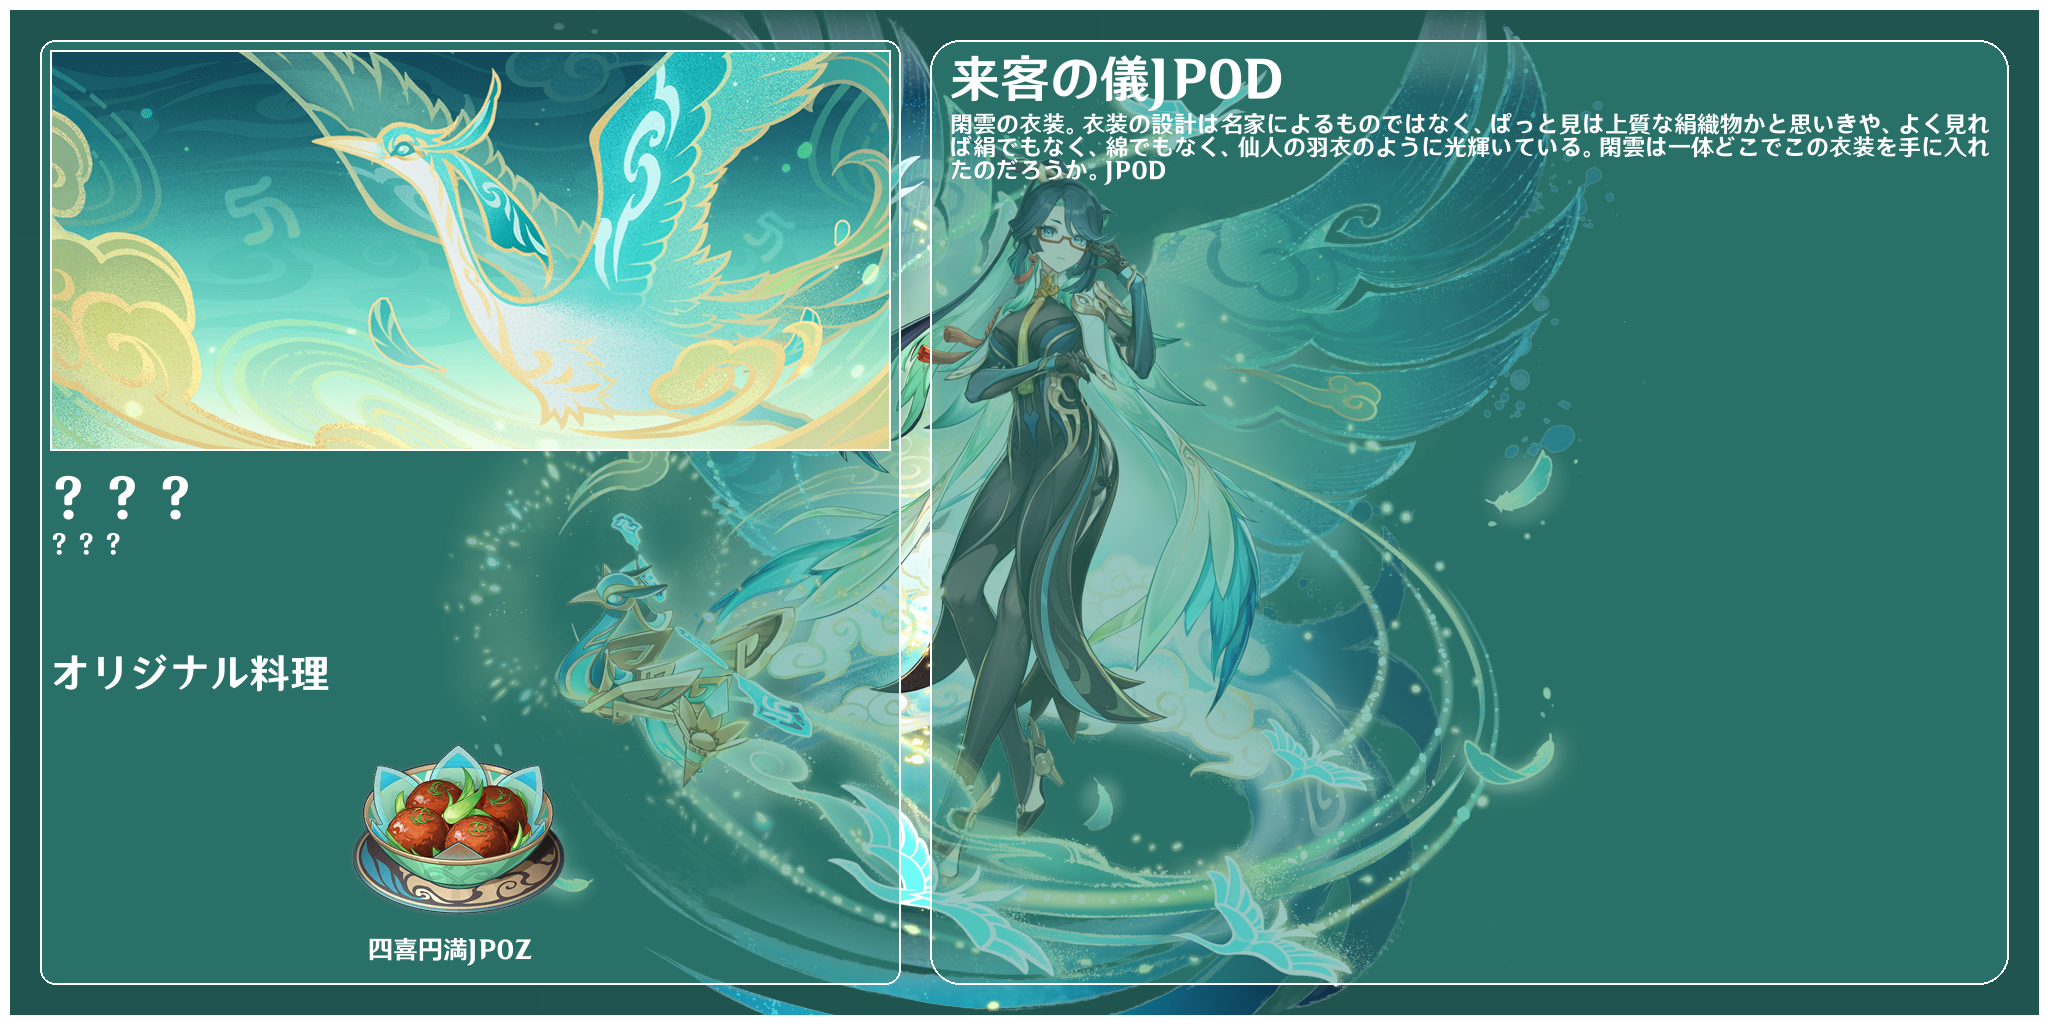 ？？？
？？？
オリジナル料理
四喜円満JP0Z
来客の儀JP0D
閑雲の衣装。衣装の設計は名家によるものではなく、ぱっと見は上質な絹織物かと思いきや、よく見れ
ば絹でもなく、綿でもなく、仙人の羽衣のように光輝いている。閑雲は一体どこでこの衣装を手に入れ
たのだろうか。JP0D